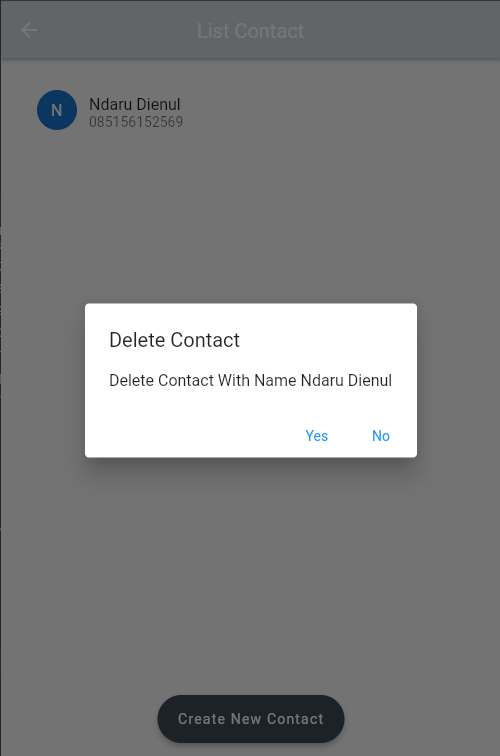 List Contact
N
Ndaru Dienul
085156152569
Delete Contact
Delete Contact With Name Ndaru Dienul
Yes No
Create New Contact